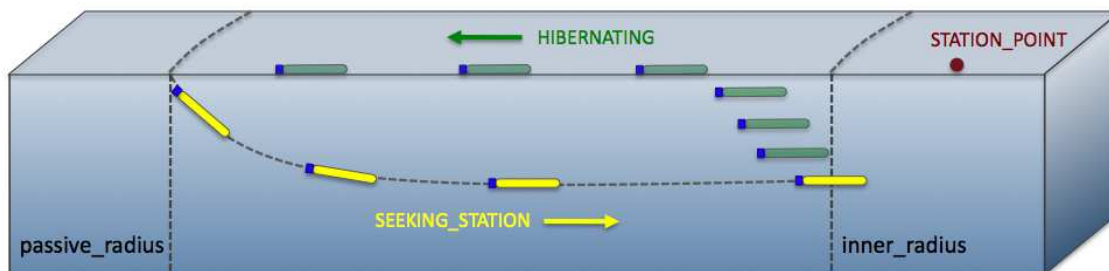 HIBERNATING
STATION_POINT
SEEKING_STATION
passive_radius
inner_radius